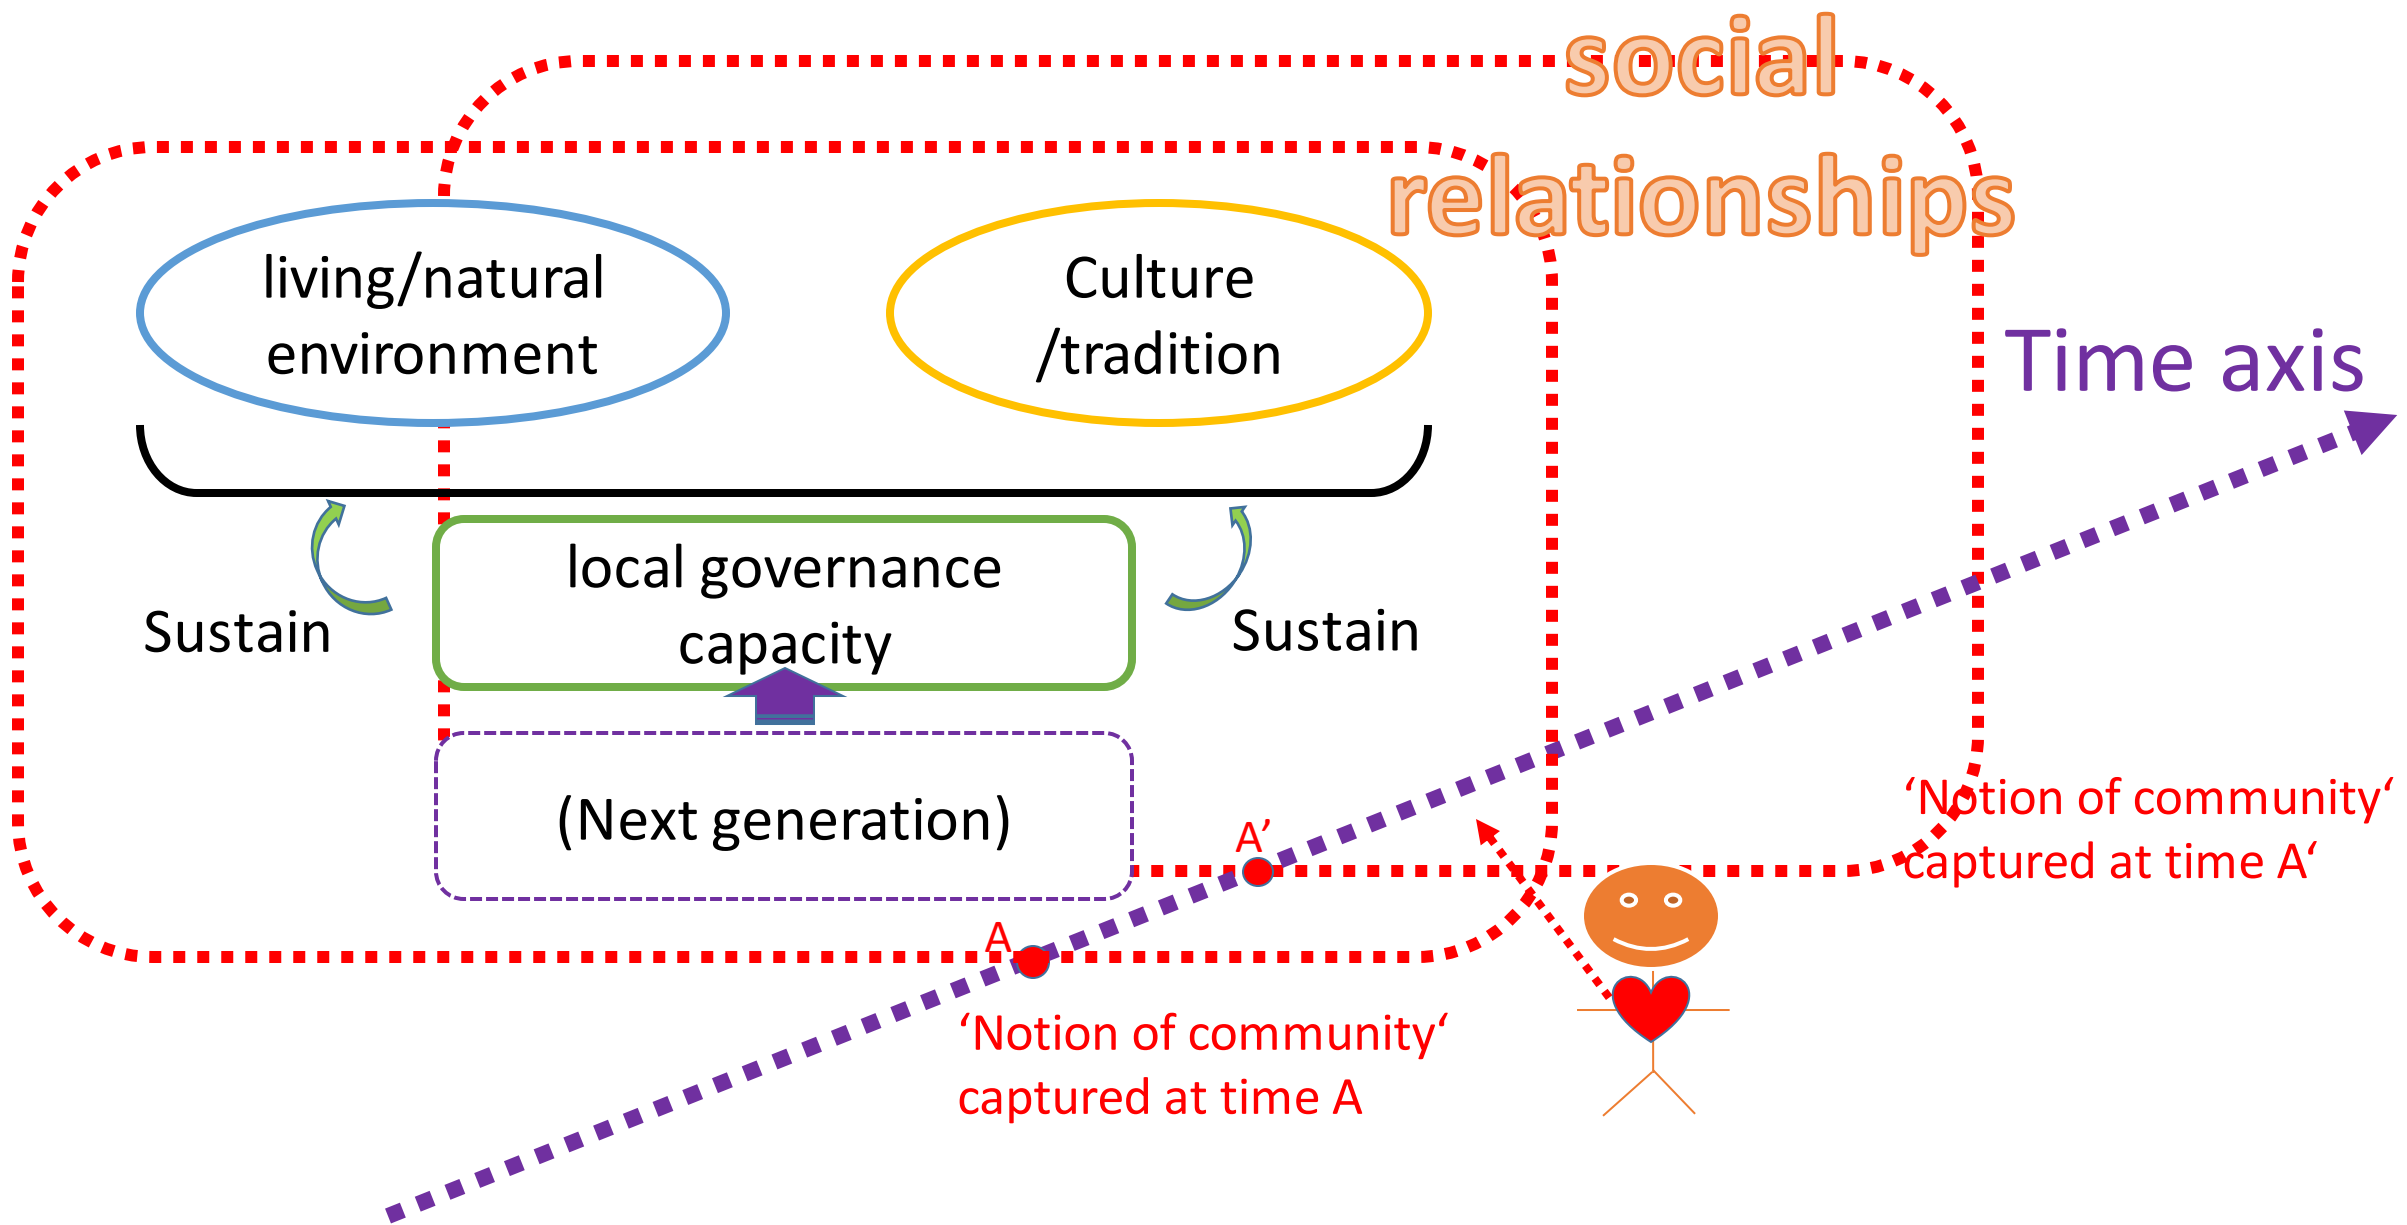 social
relationships
living/natural
environment
Culture
/tradition
Time axis
local governance
capacity
Sustain
Sustain
(Next generation)
A’
‘Notion of community‘
captured at time A‘
A
‘Notion of community‘
captured at time A